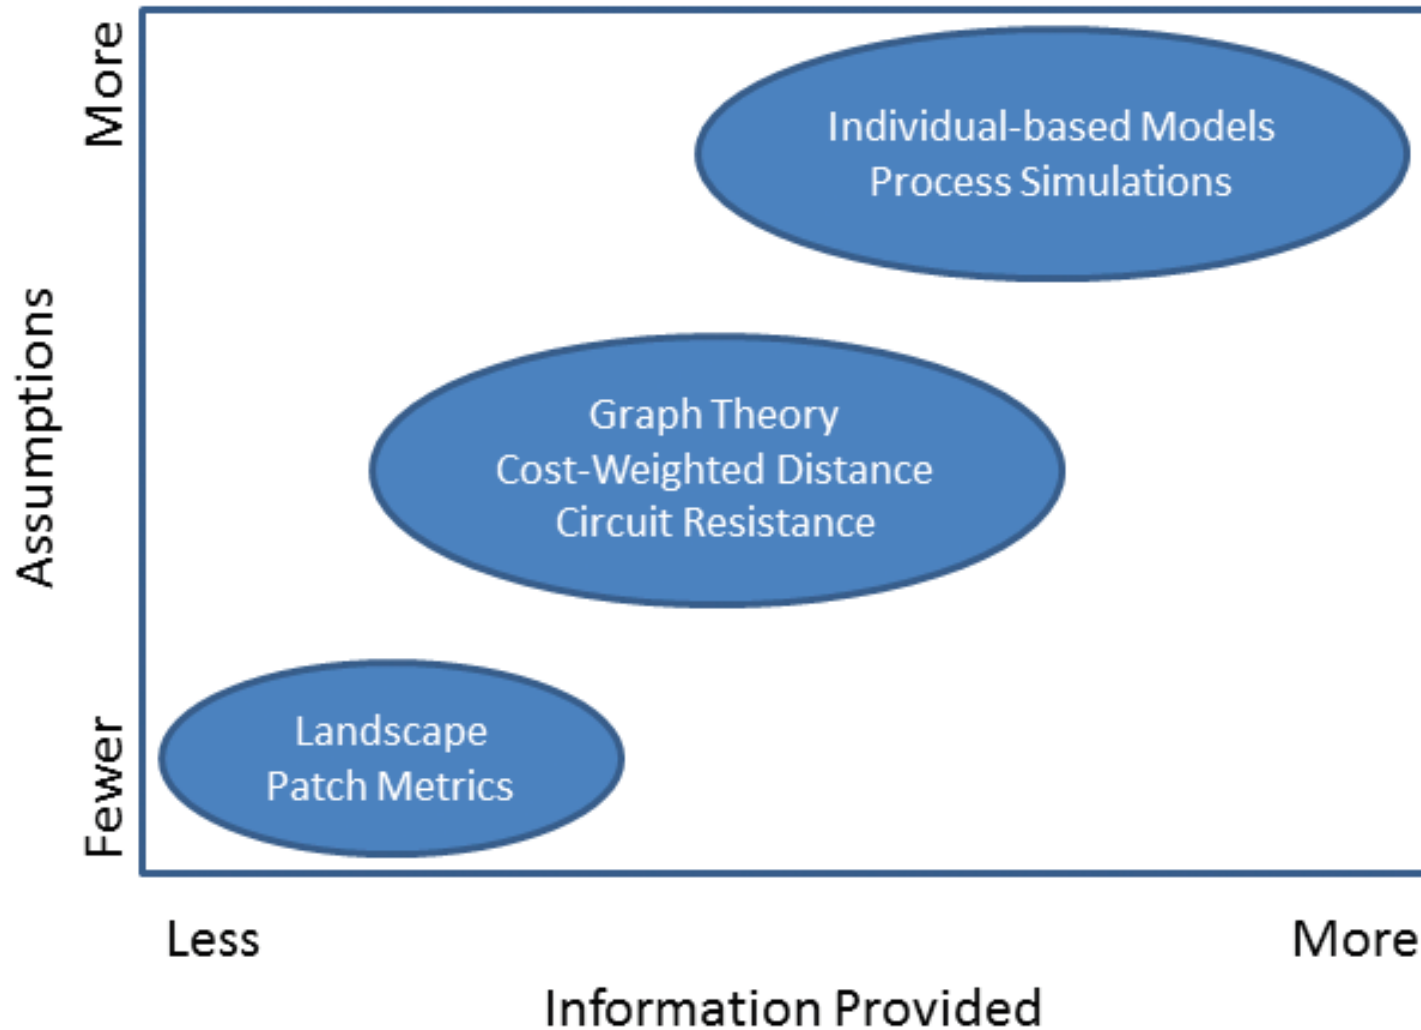 More
Individual-based Models
Process Simulations
Assumptions
Graph Theory
Cost-Weighted Distance
Circuit Resistance
Landscape
Patch Metrics
Fewer
Less
More
Information Provided